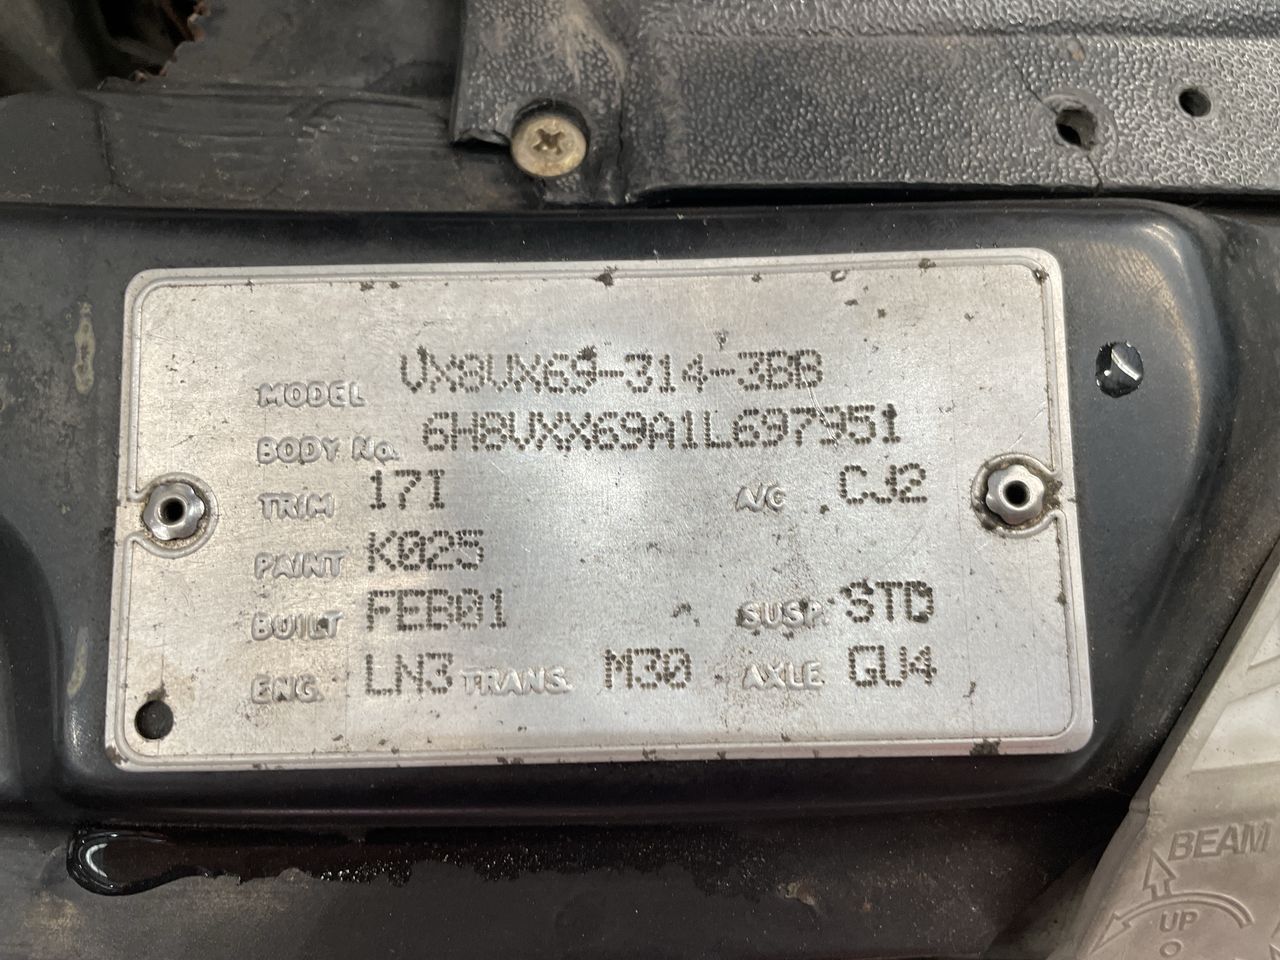 MODEL VX8VX69-314-3BB
BODY No. 6H8VXX69A1L697951
TRIM 17I A/C CJ2
PAINT K025
BUILT FEB01 SUSP. STD
ENG. LN3 TRANS. M30 AXLE GU4
BEAM
UP